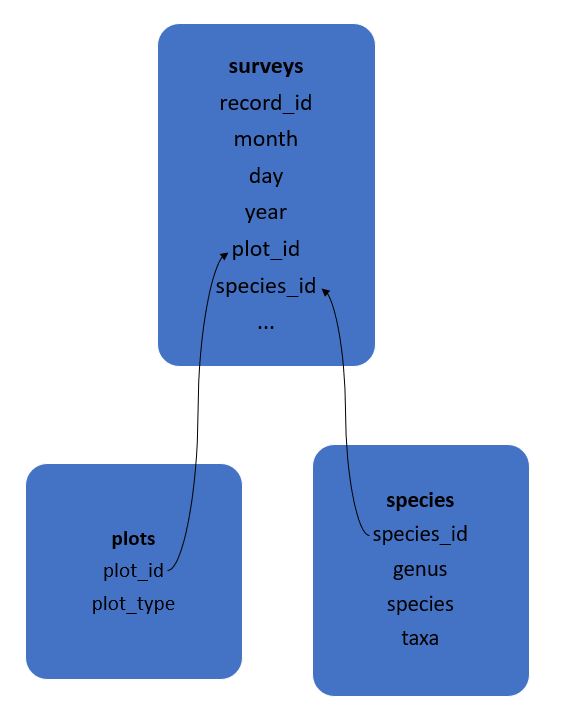 surveys
record_id
month
day
year
plot_id
species_id
...
plots
plot_id
plot_type
species
species_id
genus
species
taxa